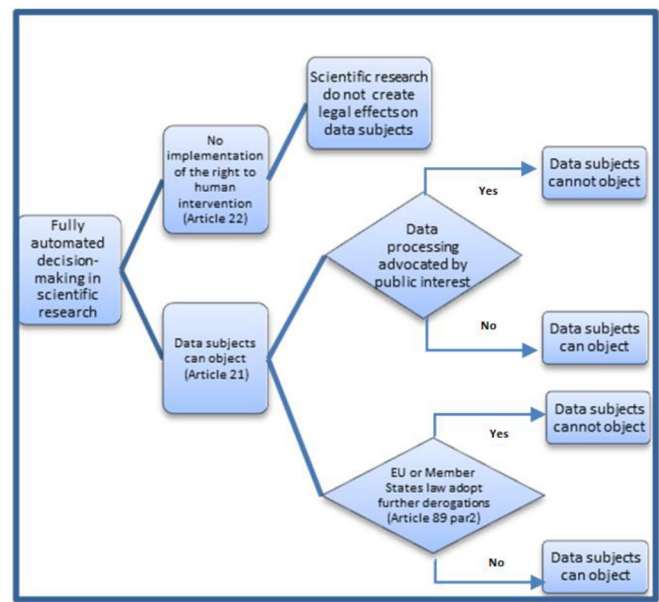 Fully
automated
decision-
making in
scientific
research
No
implementation
of the right to
human
intervention
(Article 22)
Scientific research
do not create
legal effects on
data subjects
Data subjects
can object
(Article 21)
Data
processing
advocated by
public interest
Yes
Data subjects
cannot object
No
Data subjects
can object
EU or Member
States law adopt
further derogations
(Article 89 par2)
Yes
Data subjects
cannot object
No
Data subjects
can object